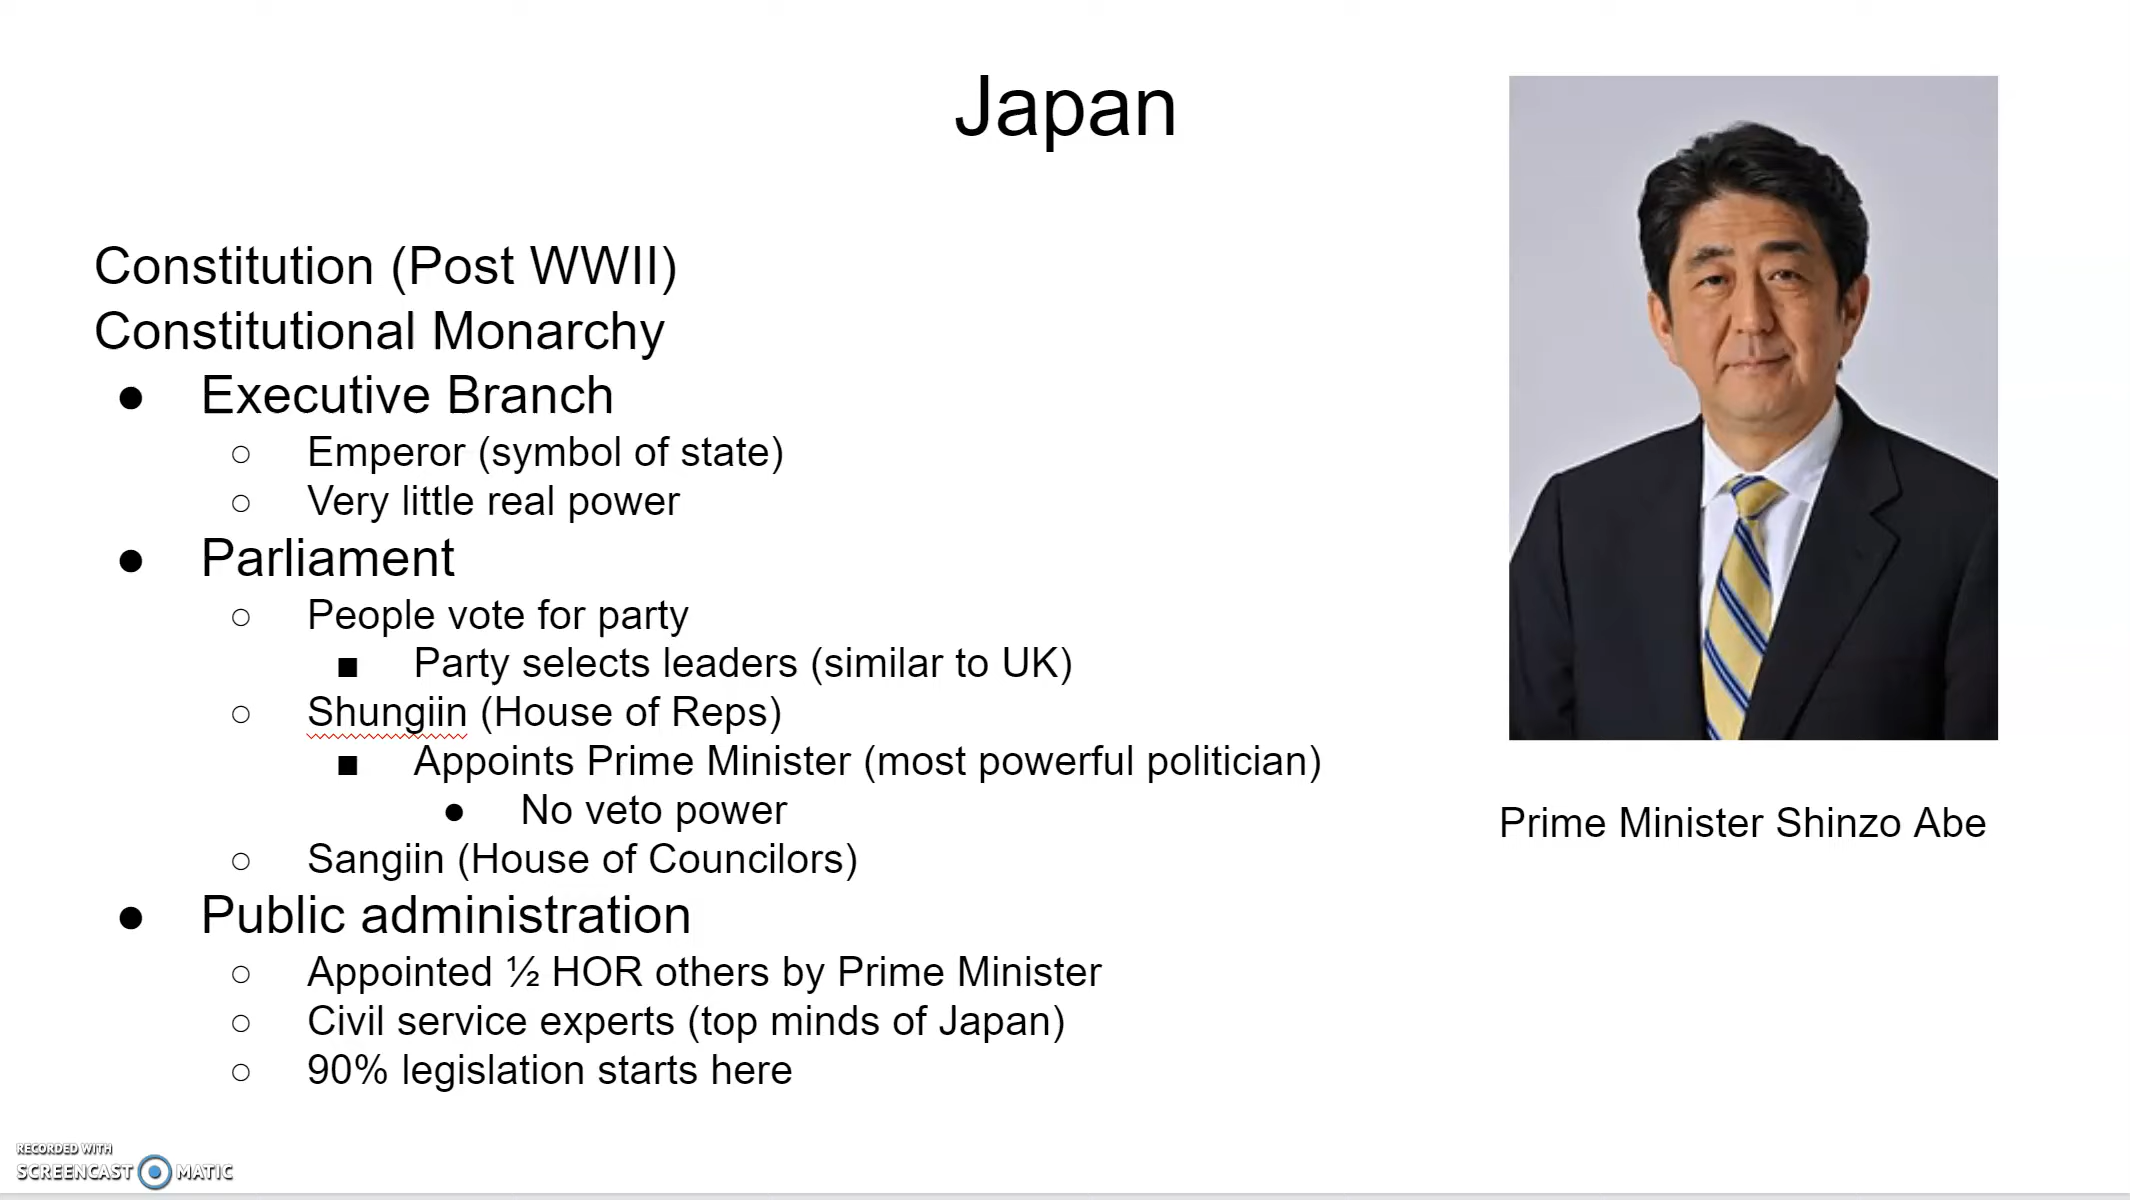 Japan
Constitution (Post WWII)
Constitutional Monarchy
● Executive Branch
○ Emperor (symbol of state)
○ Very little real power
● Parliament
○ People vote for party
■ Party selects leaders (similar to UK)
○ Shungiin (House of Reps)
■ Appoints Prime Minister (most powerful politician)
● No veto power
○ Sangiin (House of Councilors)
● Public administration
○ Appointed ½ HOR others by Prime Minister
○ Civil service experts (top minds of Japan)
○ 90% legislation starts here
Prime Minister Shinzo Abe
RECORDED WITH
SCREENCAST MATIC